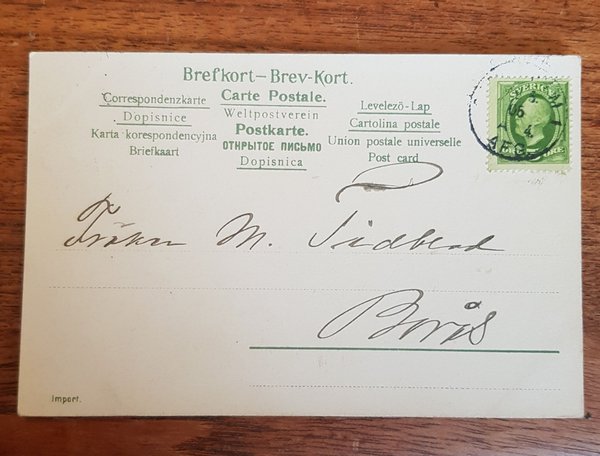 Brefkort—Brev-Kort.
Correspondenzkarte
Carte Postale.
Levelező-Lap
Dopisnice
Weltpostverein
Cartolina postale
Karta korespondencyjna
Postkarte.
Union postale universelle
Briefkaart
ОТКРЫТОЕ ПИСЬМО
Post card
Dopisnica
SVERIGE
Fröken M. Sidblad
Borås
Import.